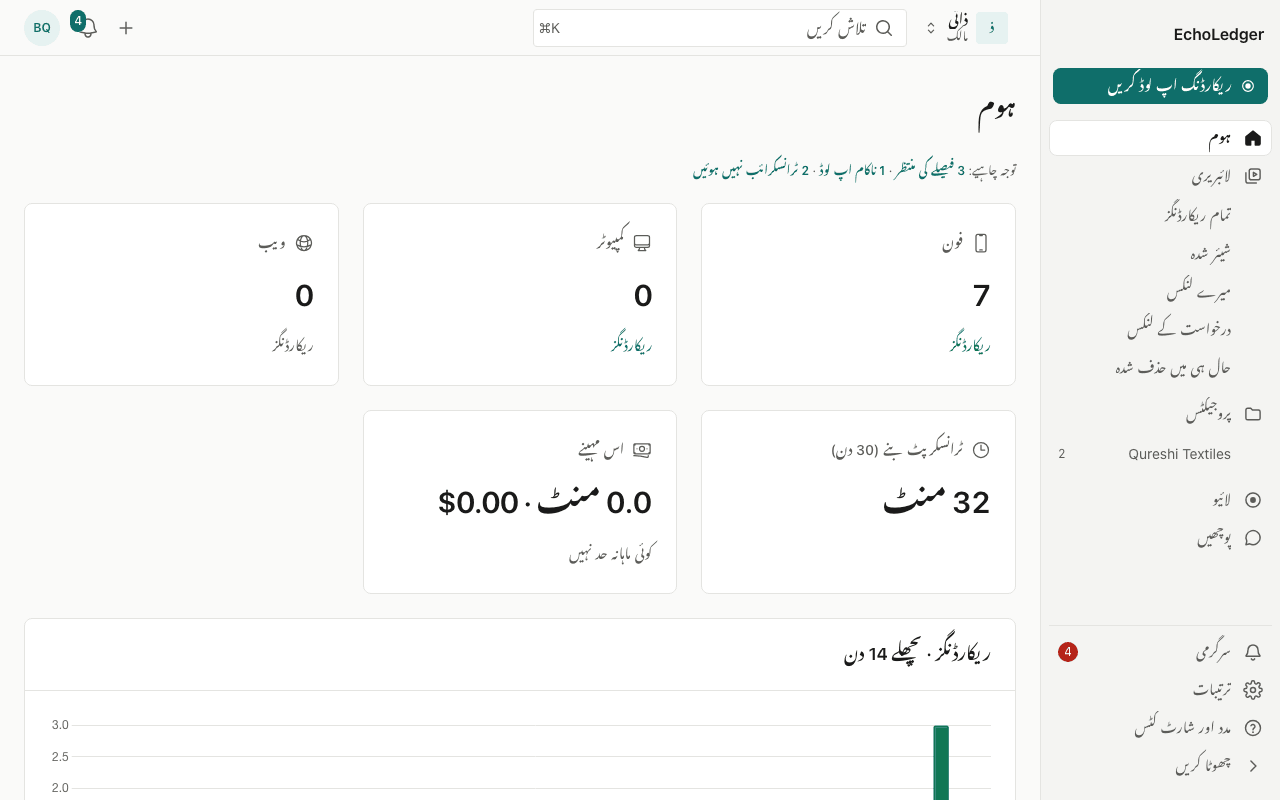 EchoLedger
ریکارڈنگ اپ لوڈ کریں
ہوم
لائبریری
تمام ریکارڈنگز
شیئر شدہ
میرے لنکس
درخواست کے لنکس
حال ہی میں حذف شدہ
پروجیکٹس
Qureshi Textiles 2
لائیو
پوچھیں
سرگرمی 4
ترتیبات
مدد اور شارٹ کٹس
چھوٹا کریں
ذ
ذاتی
مالک
تلاش کریں ⌘K
4
BQ
ہوم
توجہ چاہیے: 3 فیصلے کی منتظر · 1 ناکام اپ لوڈ · 2 ٹرانسکرائب نہیں ہوئیں
فون
7
ریکارڈنگز
کمپیوٹر
0
ریکارڈنگز
ویب
0
ریکارڈنگز
ٹرانسکرپٹ بنے (30 دن)
32 منٹ
اس مہینے
0.0 منٹ · $0.00
کوئی ماہانہ حد نہیں
ریکارڈنگز · پچھلے 14 دن
3.0
2.5
2.0